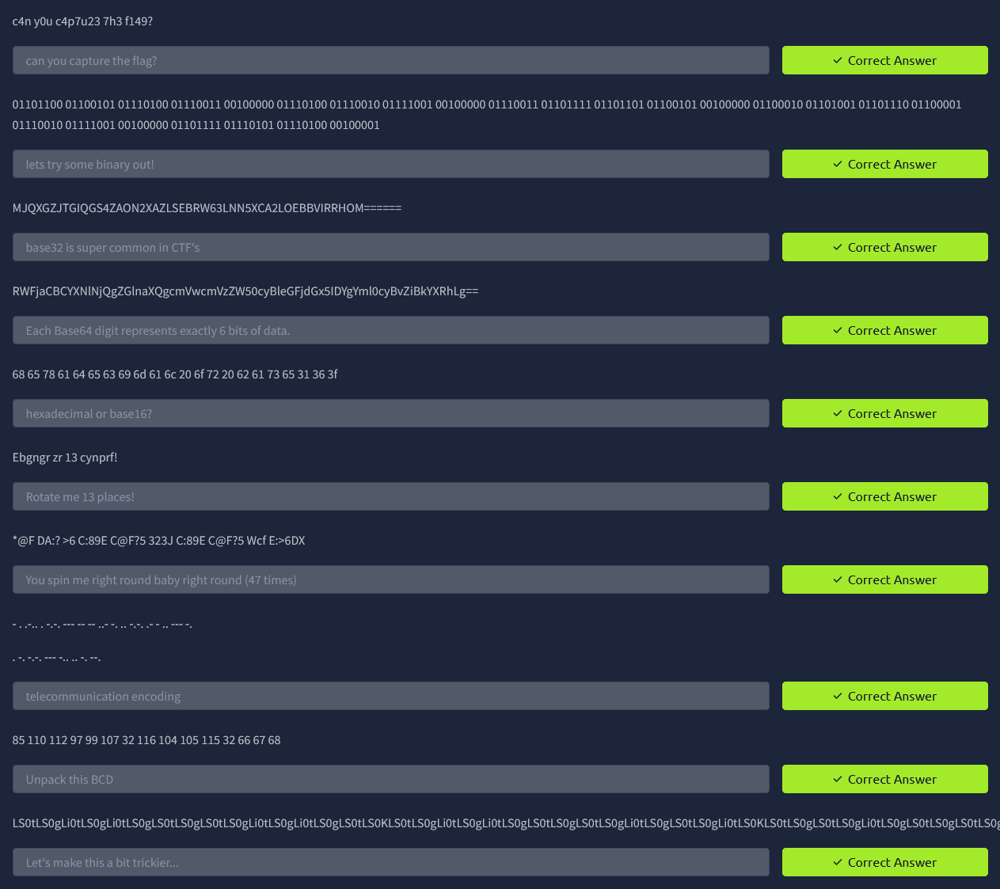 c4n y0u c4p7u23 7h3 f149?
can you capture the flag?
✓ Correct Answer
01101100 01100101 01110100 01110011 00100000 01110100 01110010 01111001 00100000 01110011 01101111 01101101 01100101 00100000 01100010 01101001 01101110 01100001
01110010 01111001 00100000 01101111 01110101 01110100 00100001
lets try some binary out!
✓ Correct Answer
MJQXGZJTGIQGS4ZAON2XAZLSEBRW63LNN5XCA2LOEBBVIRRHOM======
base32 is super common in CTF's
✓ Correct Answer
RWFjaCBCYXNlNjQgZGlnaXQgcmVwcmVzZW50cyBleGFjdGx5IDYgYml0cyBvZiBkYXRhLg==
Each Base64 digit represents exactly 6 bits of data.
✓ Correct Answer
68 65 78 61 64 65 63 69 6d 61 6c 20 6f 72 20 62 61 73 65 31 36 3f
hexadecimal or base16?
✓ Correct Answer
Ebgngr zr 13 cynprf!
Rotate me 13 places!
✓ Correct Answer
*@F DA:? >6 C:89E C@F?5 323J C:89E C@F?5 Wcf E:>6DX
You spin me right round baby right round (47 times)
✓ Correct Answer
- . .-.. . -.-. --- -- -- ..- -. .. -.-. .- - .. --- -.
. -. -.-. --- -.. .. -. --.
telecommunication encoding
✓ Correct Answer
85 110 112 97 99 107 32 116 104 105 115 32 66 67 68
Unpack this BCD
✓ Correct Answer
LS0tLS0gLi0tLS0gLi0tLS0gLS0tLS0gLS0tLS0gLi0tLS0gLi0tLS0gLS0tLS0KLS0tLS0gLi0tLS0gLi0tLS0gLS0tLS0gLS0tLS0gLi0tLS0gLS0tLS0gLi0tLS0KLS0tLS0gLS0tLS0gLi0tLS0gLS0tLS0gLS0tLS0g
Let's make this a bit trickier...
✓ Correct Answer